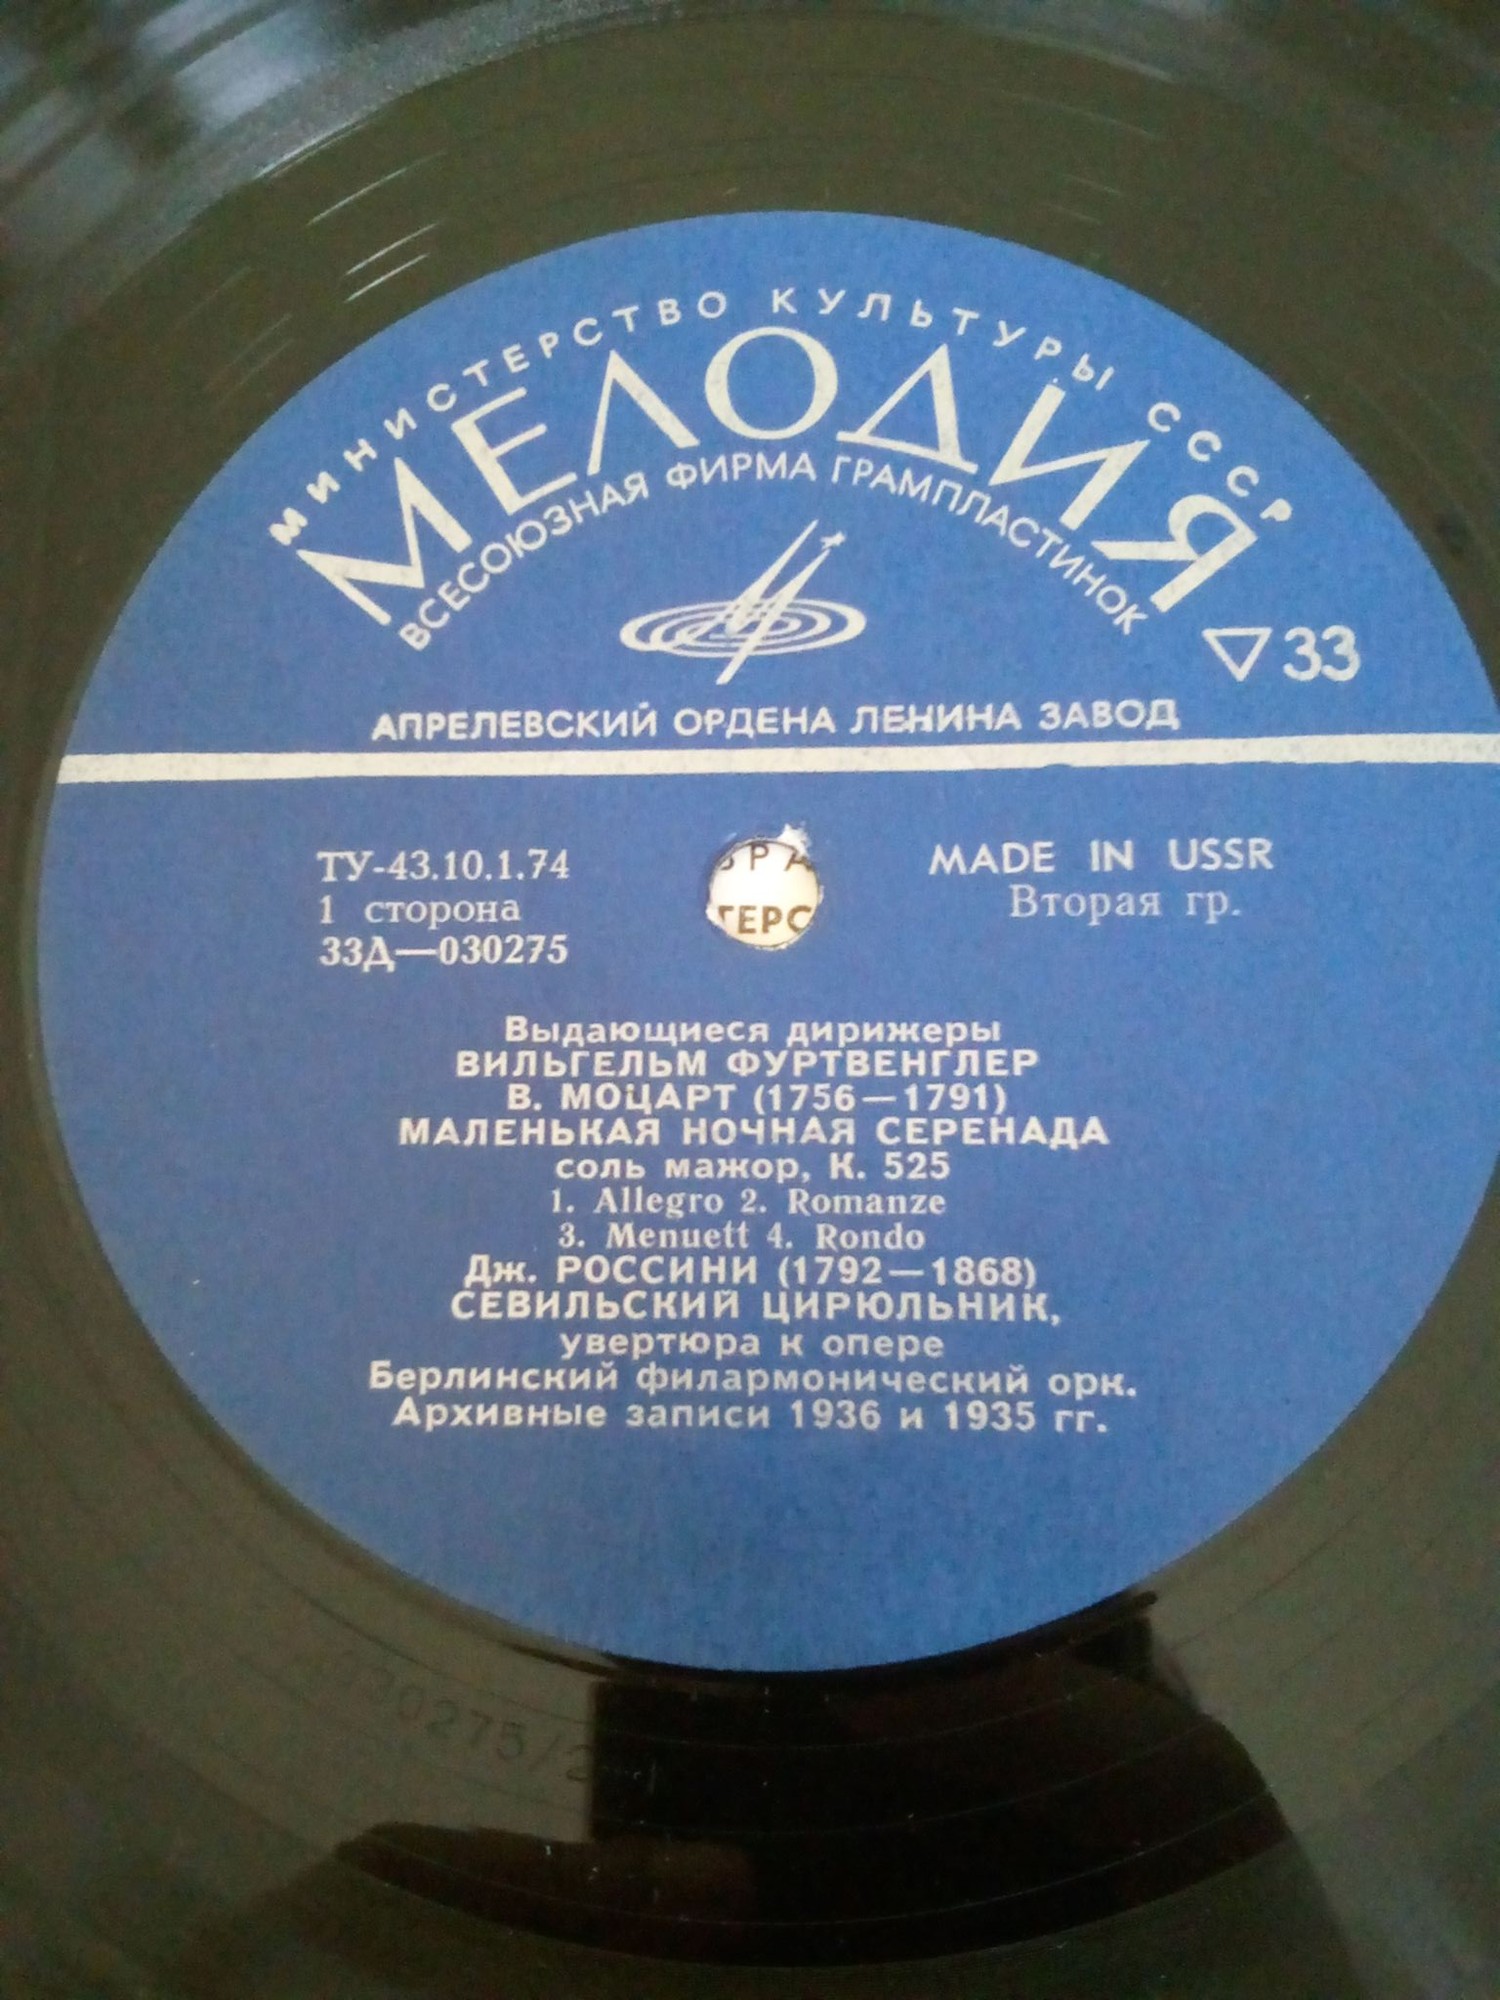 МИНИСТЕРСТВО КУЛЬТУРЫ СССР
МЕЛОДИЯ
ВСЕСОЮЗНАЯ ФИРМА ГРАМПЛАСТИНОК
33
АПРЕЛЕВСКИЙ ОРДЕНА ЛЕНИНА ЗАВОД
ТУ-43.10.1.74
1 сторона
33Д—030275
MADE IN USSR
Вторая гр.
Выдающиеся дирижеры
ВИЛЬГЕЛЬМ ФУРТВЕНГЛЕР
В. МОЦАРТ (1756—1791)
МАЛЕНЬКАЯ НОЧНАЯ СЕРЕНАДА
соль мажор, К. 525
1. Allegro 2. Romanze
3. Menuett 4. Rondo
Дж. РОССИНИ (1792—1868)
СЕВИЛЬСКИЙ ЦИРЮЛЬНИК,
увертюра к опере
Берлинский филармонический орк.
Архивные записи 1936 и 1935 гг.